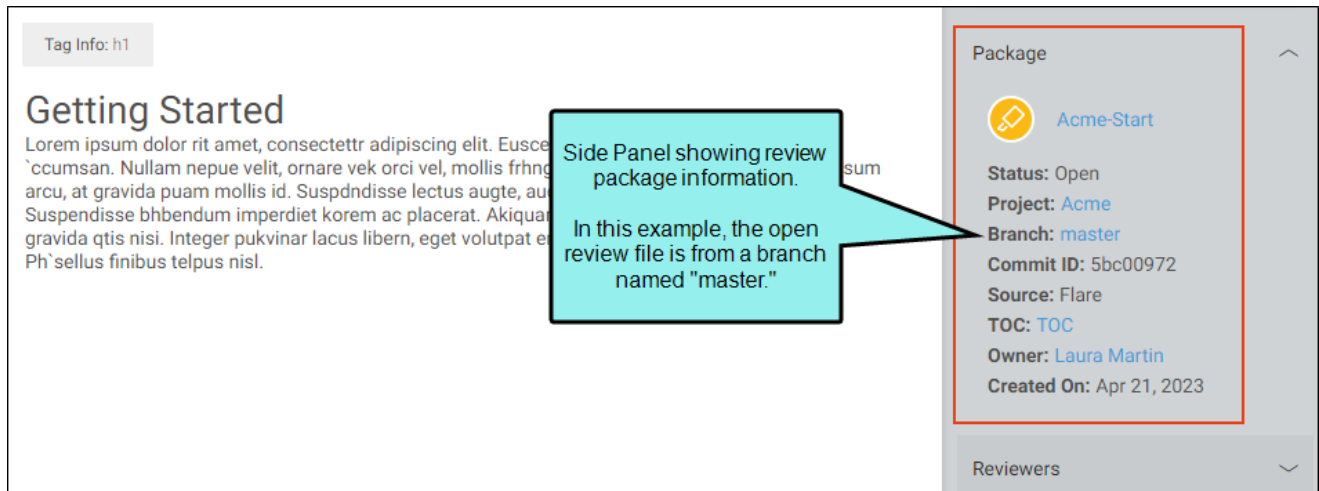 Tag Info: h1
Getting Started
Lorem ipsum dolor rit amet, consectettr adipiscing elit. Eusce
`ccumsan. Nullam nepue velit, ornare vek orci vel, mollis frhng sum
arcu, at gravida puam mollis id. Suspdndisse lectus augte, au
Suspendisse bhbendum imperdiet korem ac placerat. Akiquar
gravida qtis nisi. Integer pukvinar lacus libern, eget volutpat e
Ph`sellus finibus telpus nisl.
Side Panel showing review
package information.
In this example, the open
review file is from a branch
named "master."
Package
Acme-Start
Status: Open
Project: Acme
Branch: master
Commit ID: 5bc00972
Source: Flare
TOC: TOC
Owner: Laura Martin
Created On: Apr 21, 2023
Reviewers